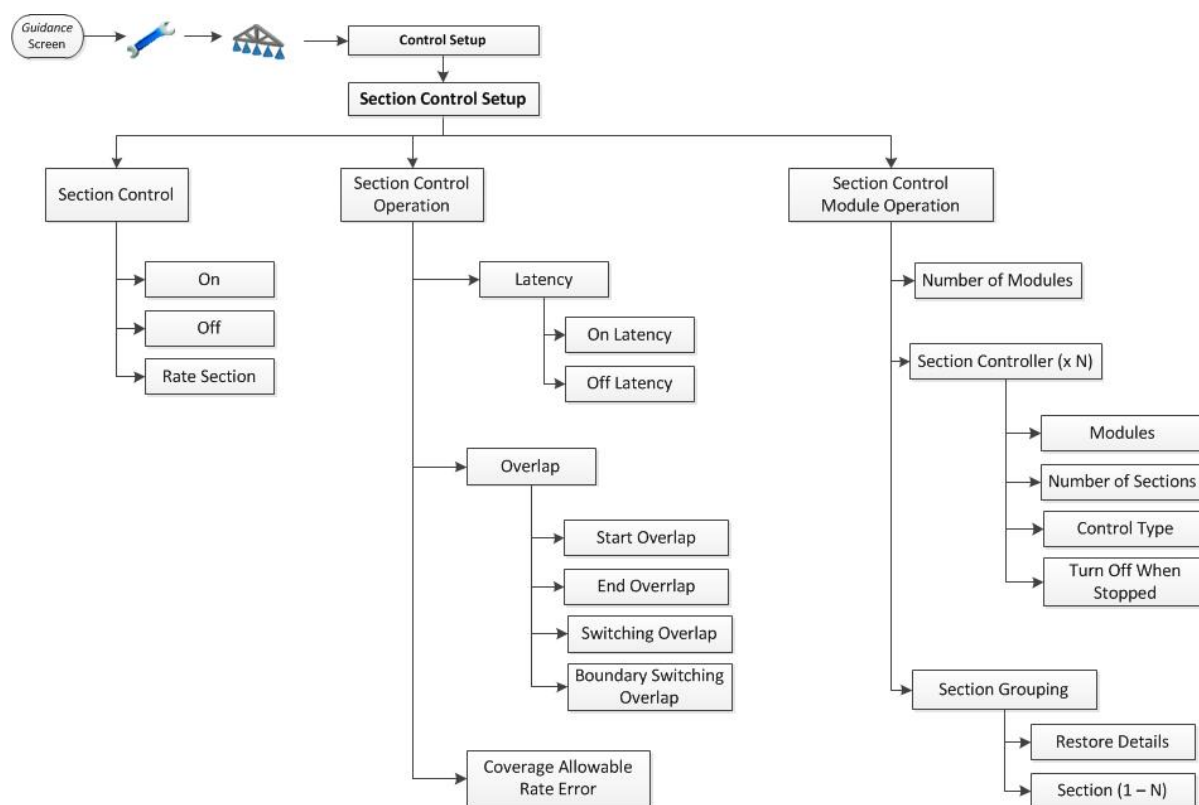 Guidance
Screen
Control Setup
Section Control Setup
Section Control
On
Off
Rate Section
Section Control
Operation
Latency
On Latency
Off Latency
Overlap
Start Overlap
End Overrlap
Switching Overlap
Boundary Switching
Overlap
Coverage Allowable
Rate Error
Section Control
Module Operation
Number of Modules
Section Controller (x N)
Modules
Number of Sections
Control Type
Turn Off When
Stopped
Section Grouping
Restore Details
Section (1 – N)